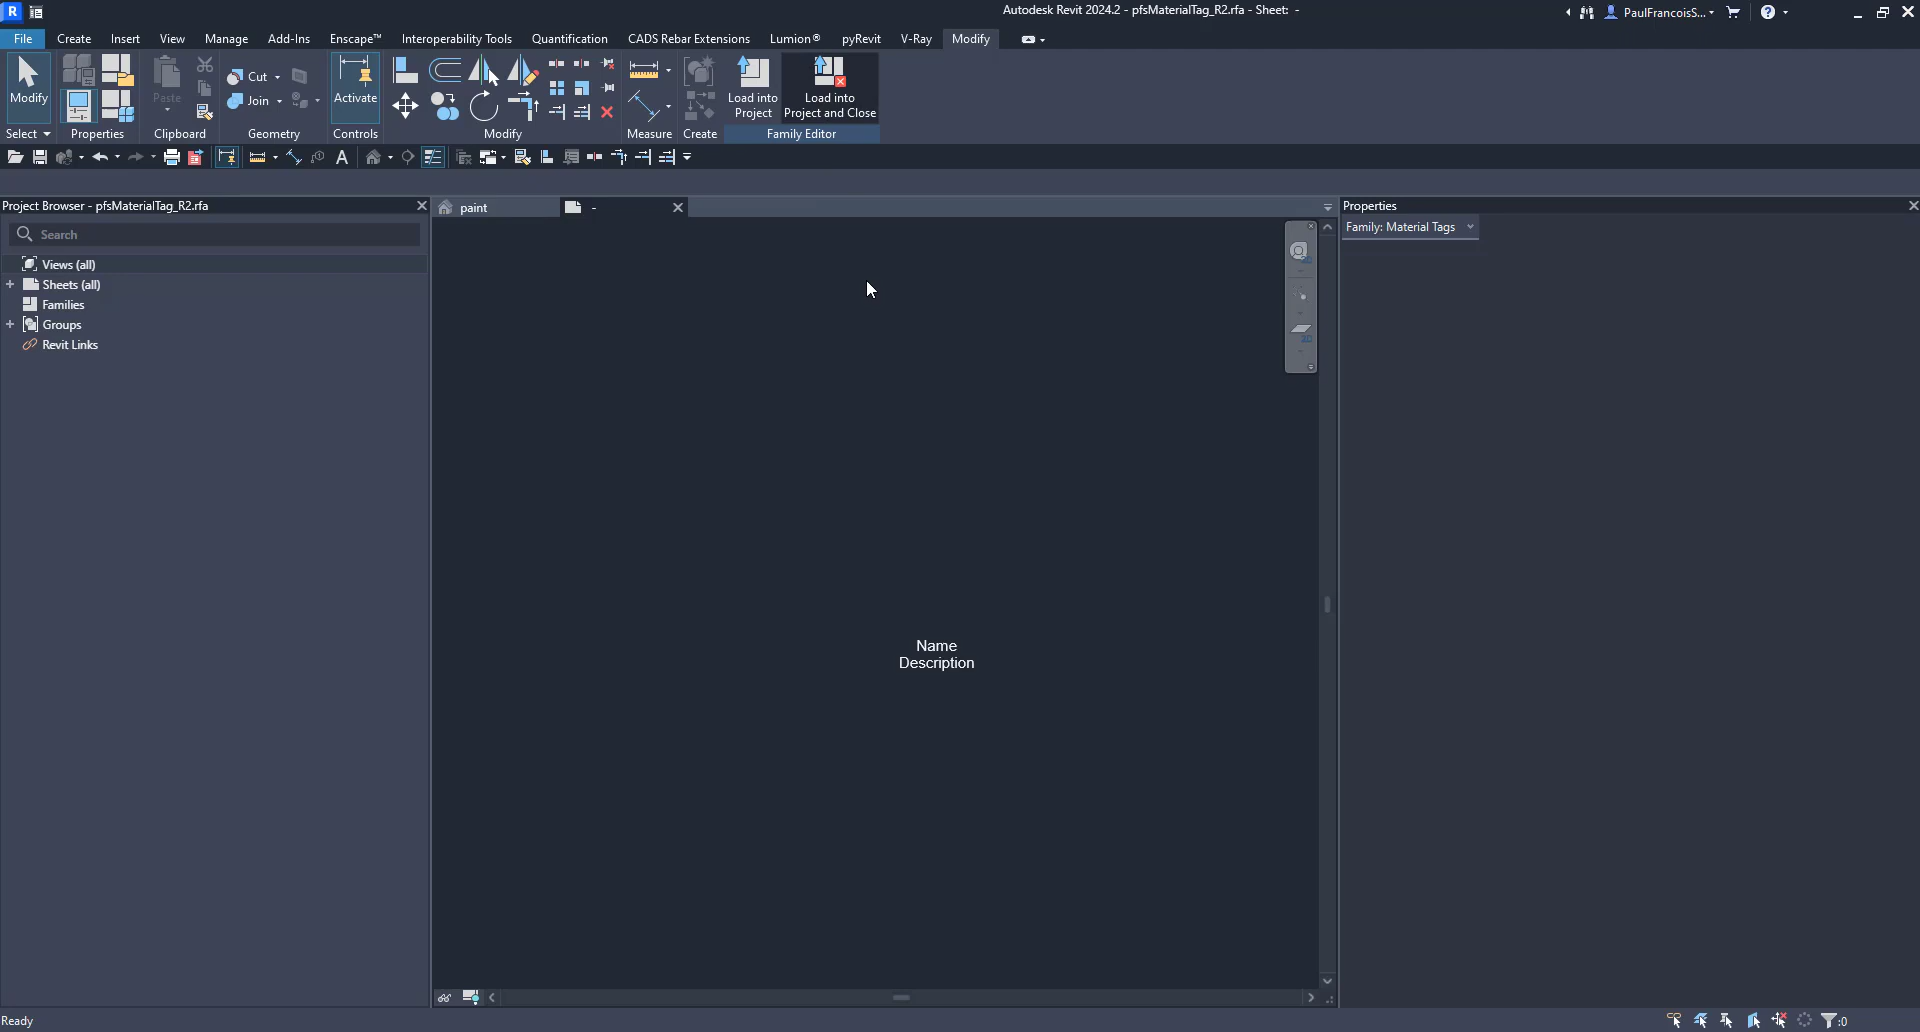 R
Autodesk Revit 2024.2 - pfsMaterialTag_R2.rfa - Sheet: -
PaulFrancoisS...
File Create Insert View Manage Add-Ins Enscape™ Interoperability Tools Quantification CADS Rebar Extensions Lumion® pyRevit V-Ray Modify
Modify
Paste
Cut
Join
Activate
Load into Project
Load into Project and Close
Select Properties Clipboard Geometry Controls Modify Measure Create Family Editor
A
Project Browser - pfsMaterialTag_R2.rfa
Search
Views (all)
Sheets (all)
Families
Groups
Revit Links
paint
-
Name
Description
Properties
Family: Material Tags
Ready
:0